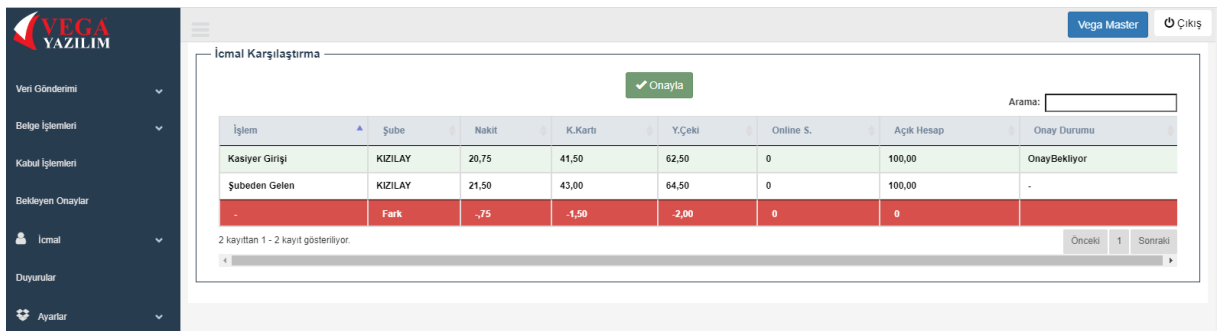 VEGA
YAZILIM
Vega Master
Çıkış
İcmal Karşılaştırma
Onayla
Veri Gönderimi
Arama:
Belge İşlemleri
İşlem Şube Nakit K.Kartı Y.Çeki Online S. Açık Hesap Onay Durumu
Kasiyer Girişi KIZILAY 20,75 41,50 62,50 0 100,00 OnayBekliyor
Kabul İşlemleri
Şubeden Gelen KIZILAY 21,50 43,00 64,50 0 100,00 -
Bekleyen Onaylar
- Fark -,75 -1,50 -2,00 0 0
İcmal
2 kayıttan 1 - 2 kayıt gösteriliyor.
Önceki 1 Sonraki
Duyurular
Ayarlar